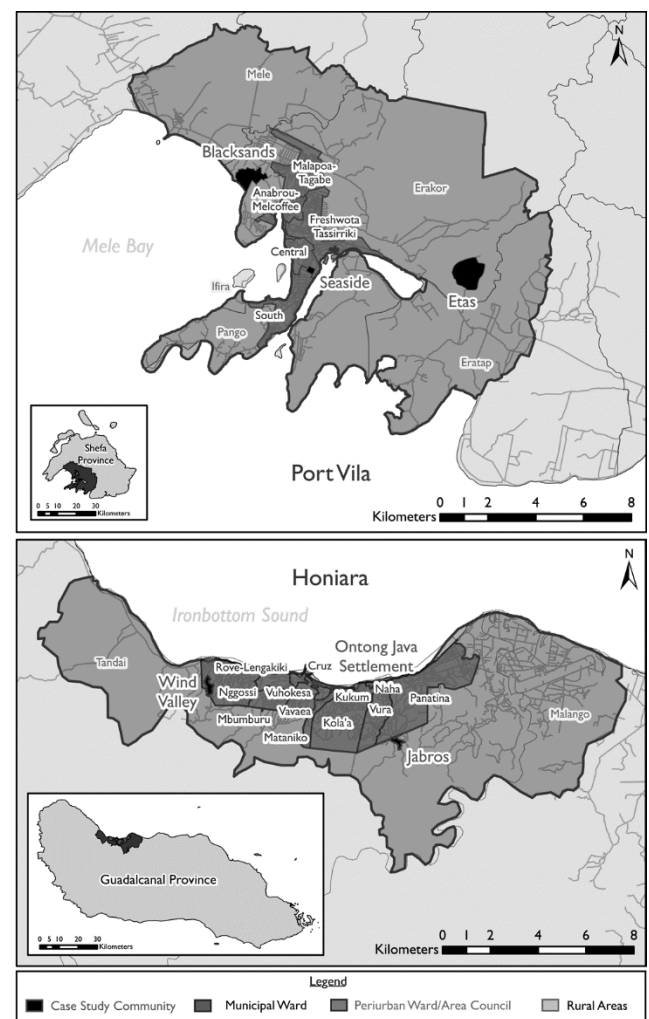 N
Mele
Blacksands
Malapoa-
Tagabe
Anabrou-
Melcoffee
Erakor
Freshwota
Tassirriki
Mele Bay
Central
Seaside
Ifira
Etas
South
Pango
Eratap
Shefa
Province
0 5 10 20 30
Kilometers
Port Vila
0 1 2 4 6 8
Kilometers
N
Honiara
Ironbottom Sound
Ontong Java
Settlement
Tandai
Rove-Lengakiki
Cruz
Wind
Valley
Nggossi
Vuhokesa
Kukum
Naha
Panatina
Vavaea
Vura
Malango
Mbumburu
Kola'a
Mataniko
Jabros
Guadalcanal Province
0 5 10 20 30
Kilometers
0 1 2 4 6 8
Kilometers
Legend
Case Study Community Municipal Ward Periurban Ward/Area Council Rural Areas